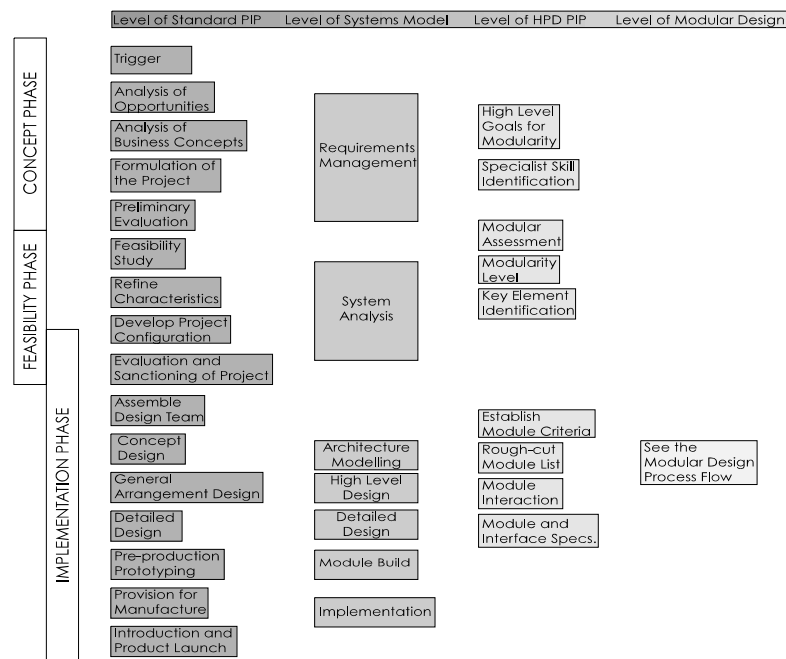 Level of Standard PIP
Level of Systems Model
Level of HPD PIP
Level of Modular Design
CONCEPT PHASE
FEASIBILITY PHASE
IMPLEMENTATION PHASE
Trigger
Analysis of
Opportunities
Analysis of
Business Concepts
Formulation of
the Project
Preliminary
Evaluation
Feasibility
Study
Refine
Characteristics
Develop Project
Configuration
Evaluation and
Sanctioning of Project
Assemble
Design Team
Concept
Design
General
Arrangement Design
Detailed
Design
Pre-production
Prototyping
Provision for
Manufacture
Introduction and
Product Launch
Requirements
Management
System
Analysis
Architecture
Modelling
High Level
Design
Detailed
Design
Module Build
Implementation
High Level
Goals for
Modularity
Specialist Skill
Identification
Modular
Assessment
Modularity
Level
Key Element
Identification
Establish
Module Criteria
Rough-cut
Module List
Module
Interaction
Module and
Interface Specs.
See the
Modular Design
Process Flow